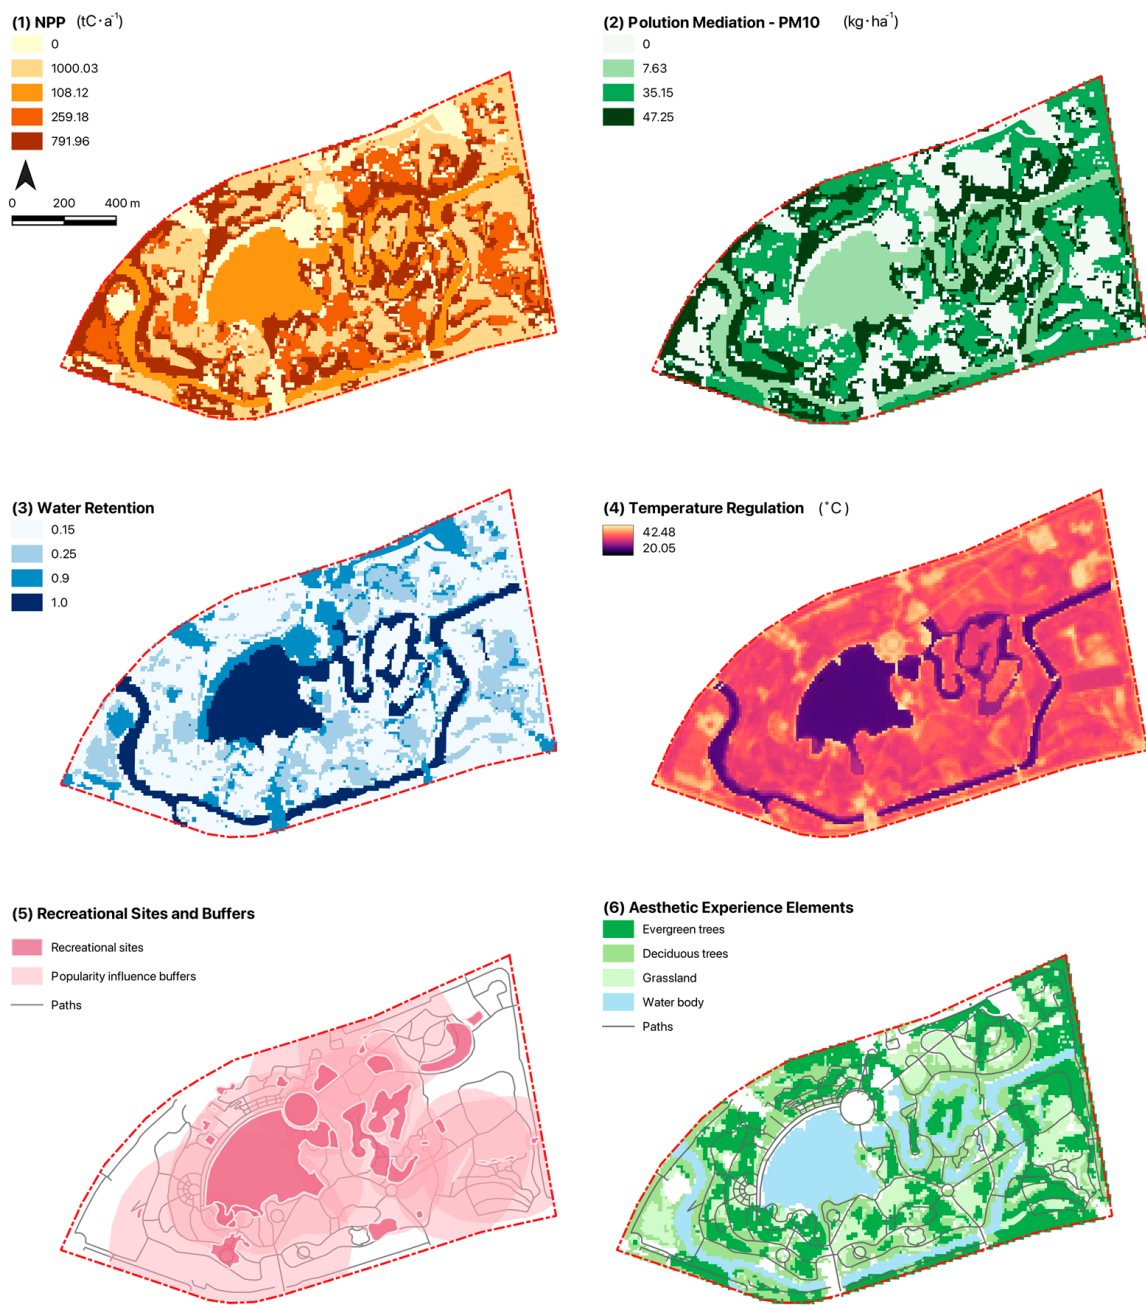 (1) NPP (tC·a⁻¹)
0
1000.03
108.12
259.18
791.96
0 200 400 m
(2) Polution Mediation - PM10 (kg·ha⁻¹)
0
7.63
35.15
47.25
(3) Water Retention
0.15
0.25
0.9
1.0
(4) Temperature Regulation (˚C)
42.48
20.05
(5) Recreational Sites and Buffers
Recreational sites
Popularity influence buffers
Paths
(6) Aesthetic Experience Elements
Evergreen trees
Deciduous trees
Grassland
Water body
Paths